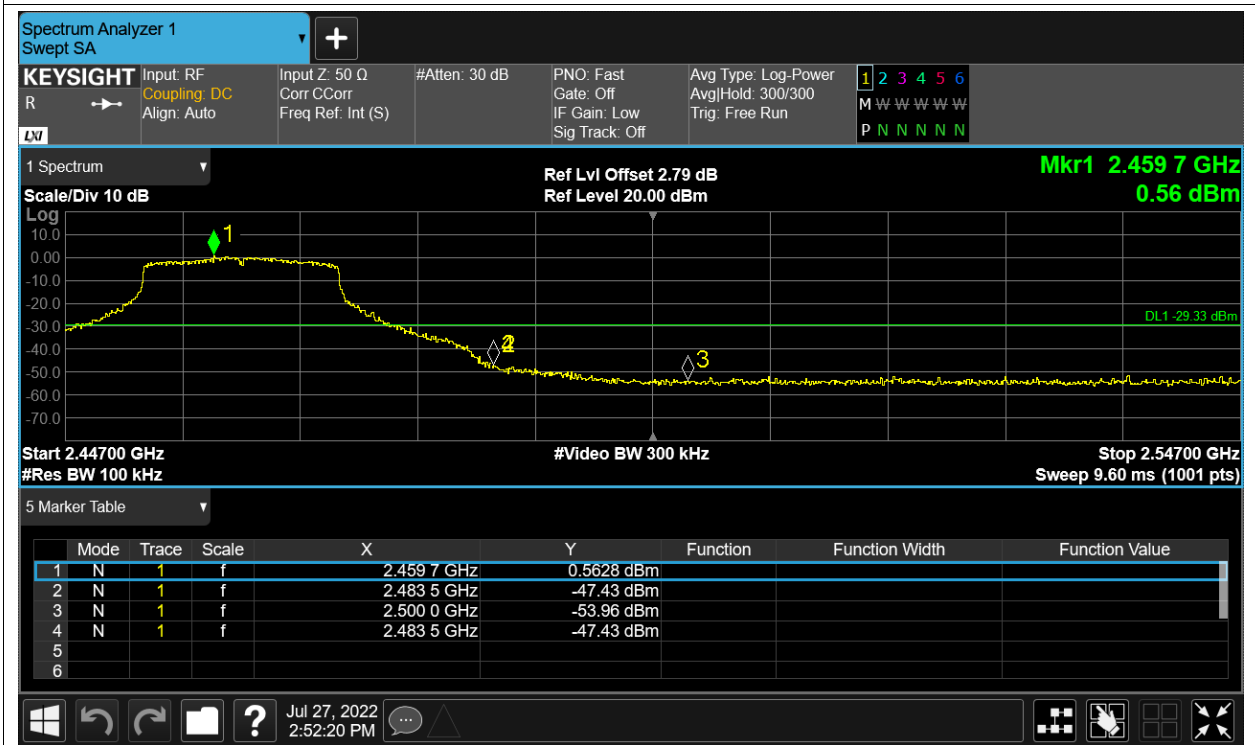 Spectrum Analyzer 1
Swept SA
+
KEYSIGHT Input: RF Input Z: 50 Ω #Atten: 30 dB PNO: Fast Avg Type: Log-Power 1 2 3 4 5 6
R Coupling: DC Corr CCorr Gate: Off Avg|Hold: 300/300 M W W W W W
Align: Auto Freq Ref: Int (S) IF Gain: Low Trig: Free Run
LXI Sig Track: Off P N N N N N
1 Spectrum Ref Lvl Offset 2.79 dB Mkr1 2.459 7 GHz
Scale/Div 10 dB Ref Level 20.00 dBm 0.56 dBm
Log
10.0
1
0.00
-10.0
-20.0
-30.0
DL1 -29.33 dBm
-40.0
2
3
-50.0
-60.0
-70.0
Start 2.44700 GHz #Video BW 300 kHz Stop 2.54700 GHz
#Res BW 100 kHz Sweep 9.60 ms (1001 pts)
5 Marker Table
Mode Trace Scale X Y Function Function Width Function Value
1 N 1 f 2.459 7 GHz 0.5628 dBm
2 N 1 f 2.483 5 GHz -47.43 dBm
3 N 1 f 2.500 0 GHz -53.96 dBm
4 N 1 f 2.483 5 GHz -47.43 dBm
5
6
? Jul 27, 2022
2:52:20 PM